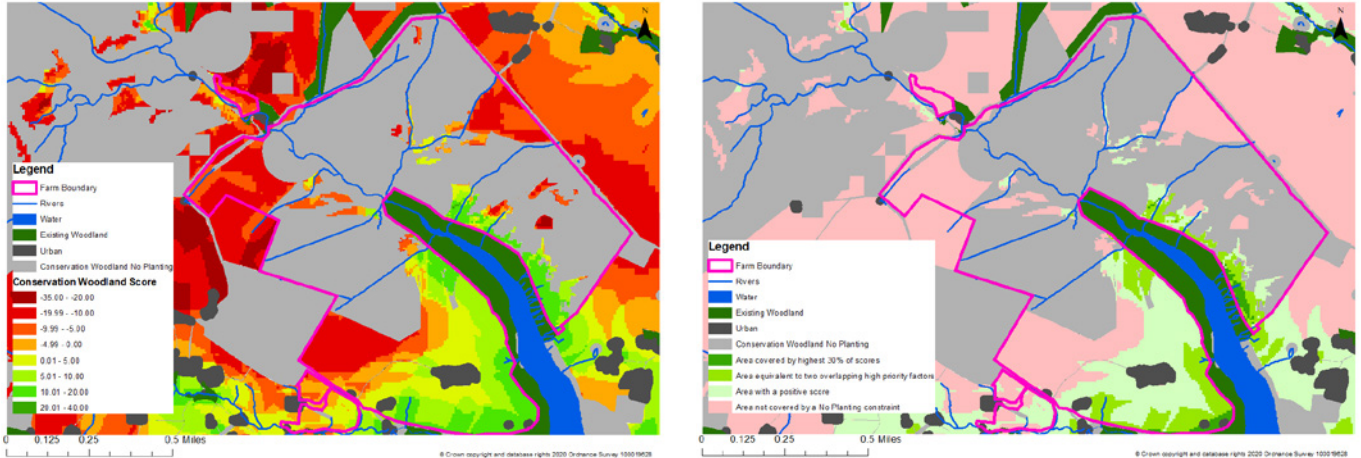 N
Legend
Farm Boundary
Rivers
Water
Existing Woodland
Urban
Conservation Woodland No Planting
Conservation Woodland Score
-35.00 - -20.00
-19.99 - -10.00
-9.99 - -5.00
-4.99 - 0.00
0.01 - 5.00
5.01 - 10.00
10.01 - 20.00
20.01 - 40.00
0 0.125 0.25 0.5 Miles
© Crown copyright and database rights 2020 Ordnance Survey 100019628
N
Legend
Farm Boundary
Rivers
Water
Existing Woodland
Urban
Conservation Woodland No Planting
Area covered by highest 30% of scores
Area equivalent to two overlapping high priority factors
Area with a positive score
Area not covered by a No Planting constraint
0 0.125 0.25 0.5 Miles
© Crown copyright and database rights 2020 Ordnance Survey 100019628